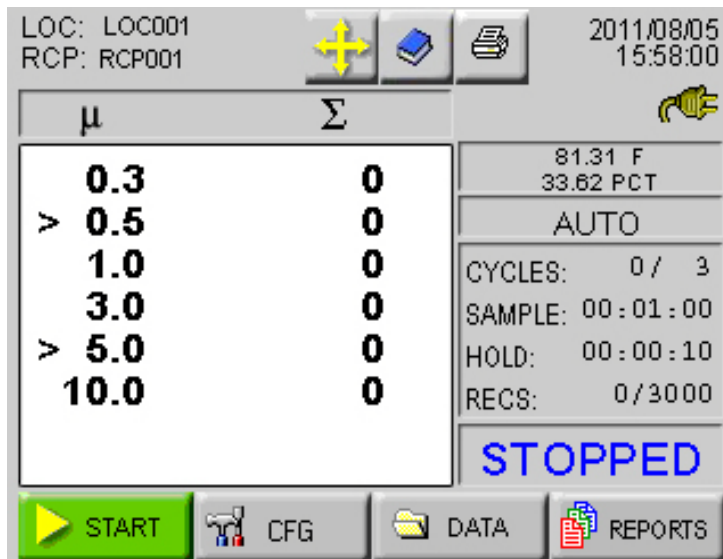 LOC: LOC001
RCP: RCP001
2011/08/05
15:58:00
µ Σ
0.3 0
> 0.5 0
1.0 0
3.0 0
> 5.0 0
10.0 0
81.31 F
33.62 PCT
AUTO
CYCLES: 0/ 3
SAMPLE: 00:01:00
HOLD: 00:00:10
RECS: 0/3000
STOPPED
START CFG DATA REPORTS